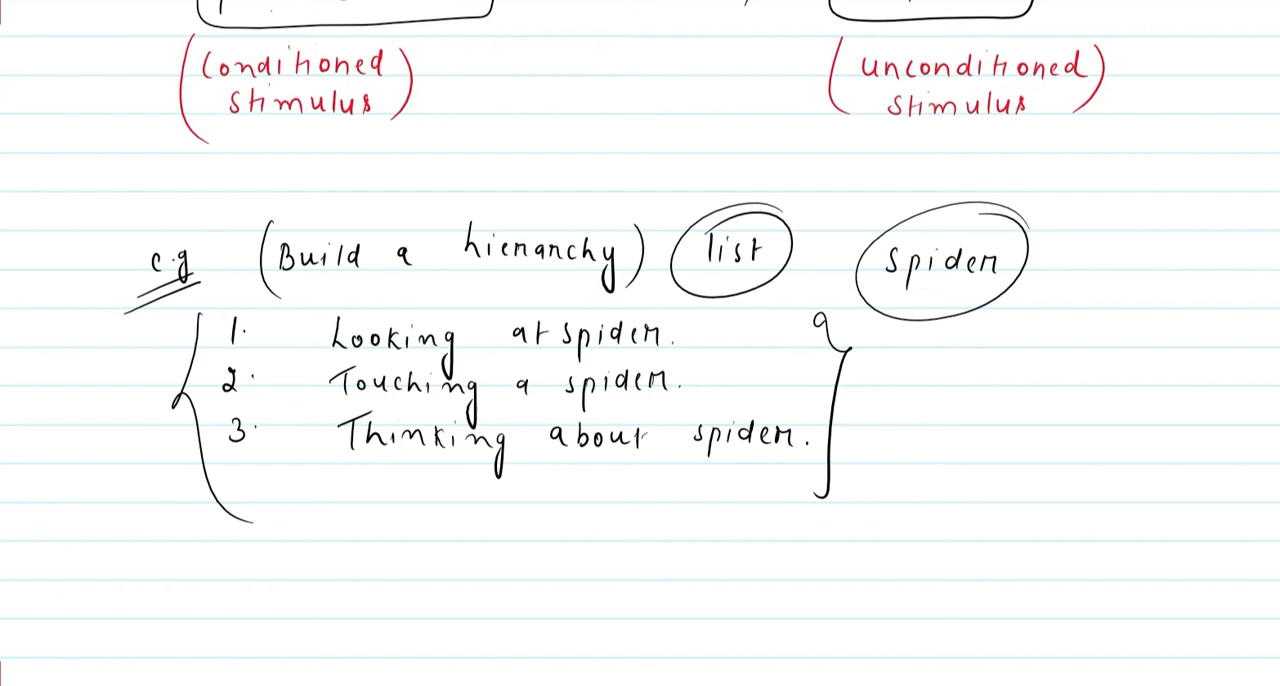 (conditioned stimulus)
(unconditioned stimulus)
e.g (Build a hierarchy) list spider
1. Looking at spider.
2. Touching a spider.
3. Thinking about spider.